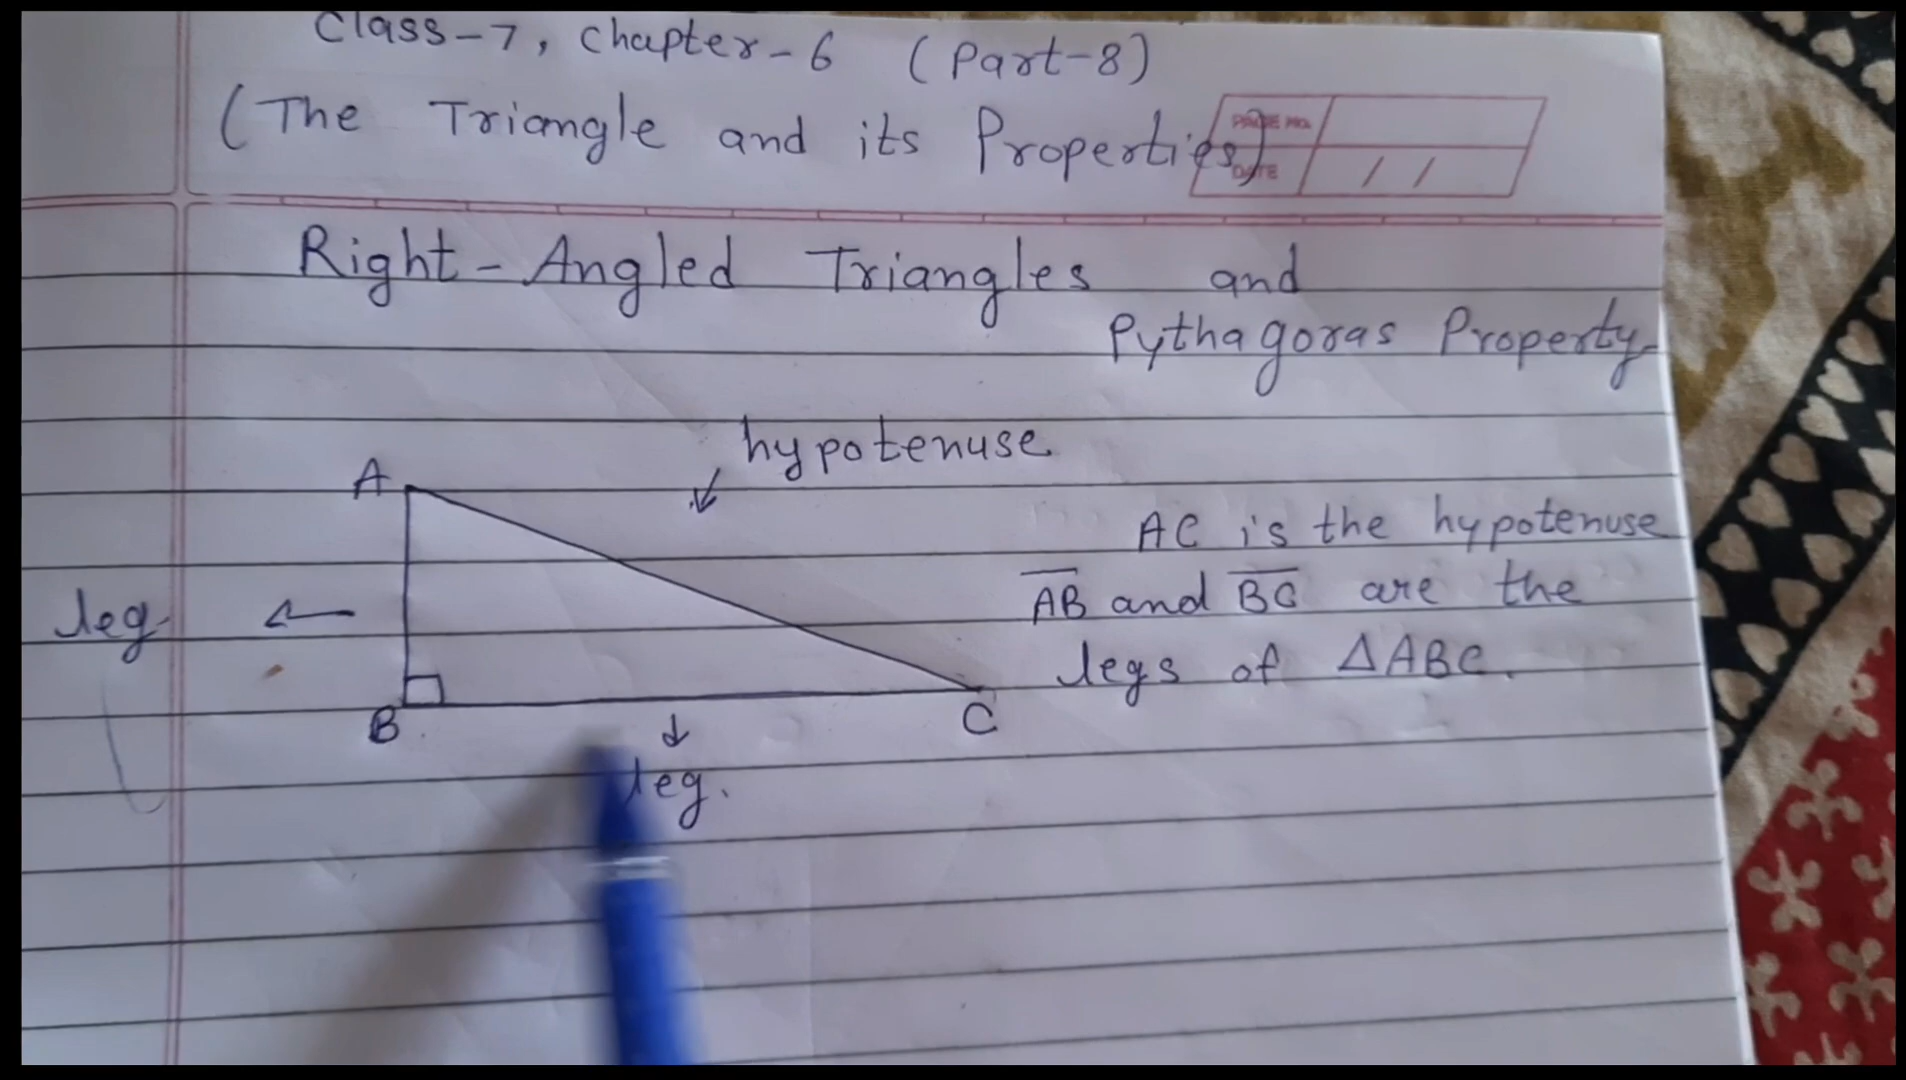 Class-7, Chapter-6 (Part-8)
(The Triangle and its Properties)
PAGE NO.
DATE / /
Right-Angled Triangles and
Pythagoras Property
hypotenuse
A
AC is the hypotenuse
leg
AB and BC are the
legs of ΔABC.
B
C
leg.